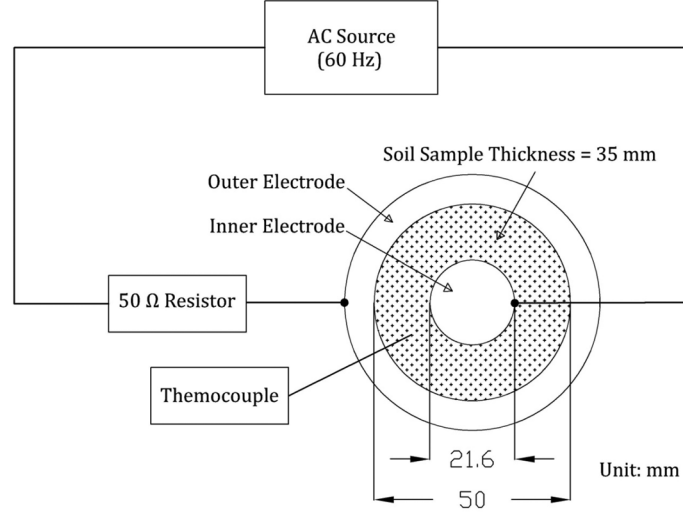 AC Source
(60 Hz)
Soil Sample Thickness = 35 mm
Outer Electrode
Inner Electrode
50 Ω Resistor
Themocouple
21.6
Unit: mm
50